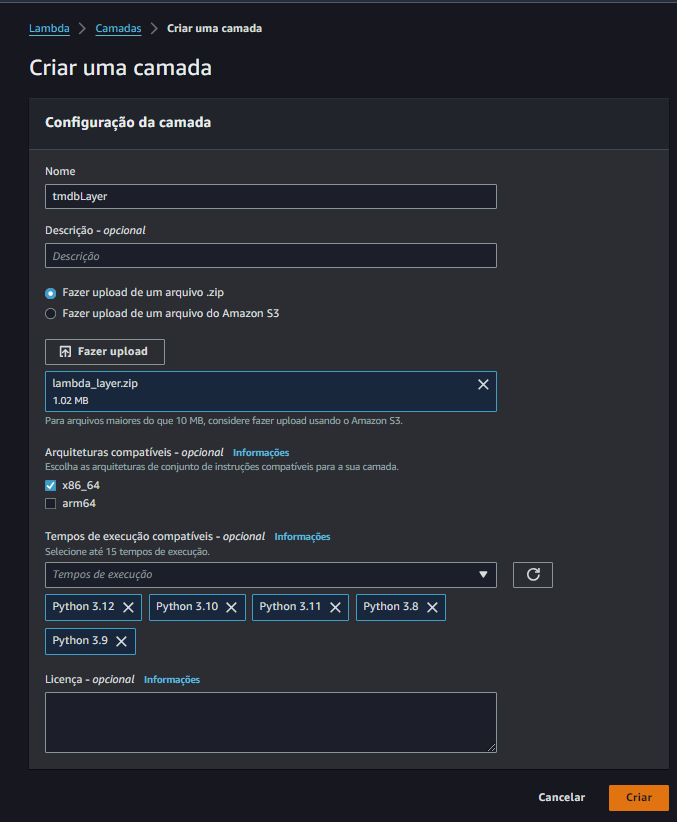 Lambda > Camadas > Criar uma camada
Criar uma camada
Configuração da camada
Nome
tmdbLayer
Descrição - opcional
Descrição
Fazer upload de um arquivo .zip
Fazer upload de um arquivo do Amazon S3
Fazer upload
lambda_layer.zip
1.02 MB
Para arquivos maiores do que 10 MB, considere fazer upload usando o Amazon S3.
Arquiteturas compatíveis - opcional Informações
Escolha as arquiteturas de conjunto de instruções compatíveis para a sua camada.
x86_64
arm64
Tempos de execução compatíveis - opcional Informações
Selecione até 15 tempos de execução.
Tempos de execução
Python 3.12 Python 3.10 Python 3.11 Python 3.8
Python 3.9
Licença - opcional Informações
Cancelar Criar